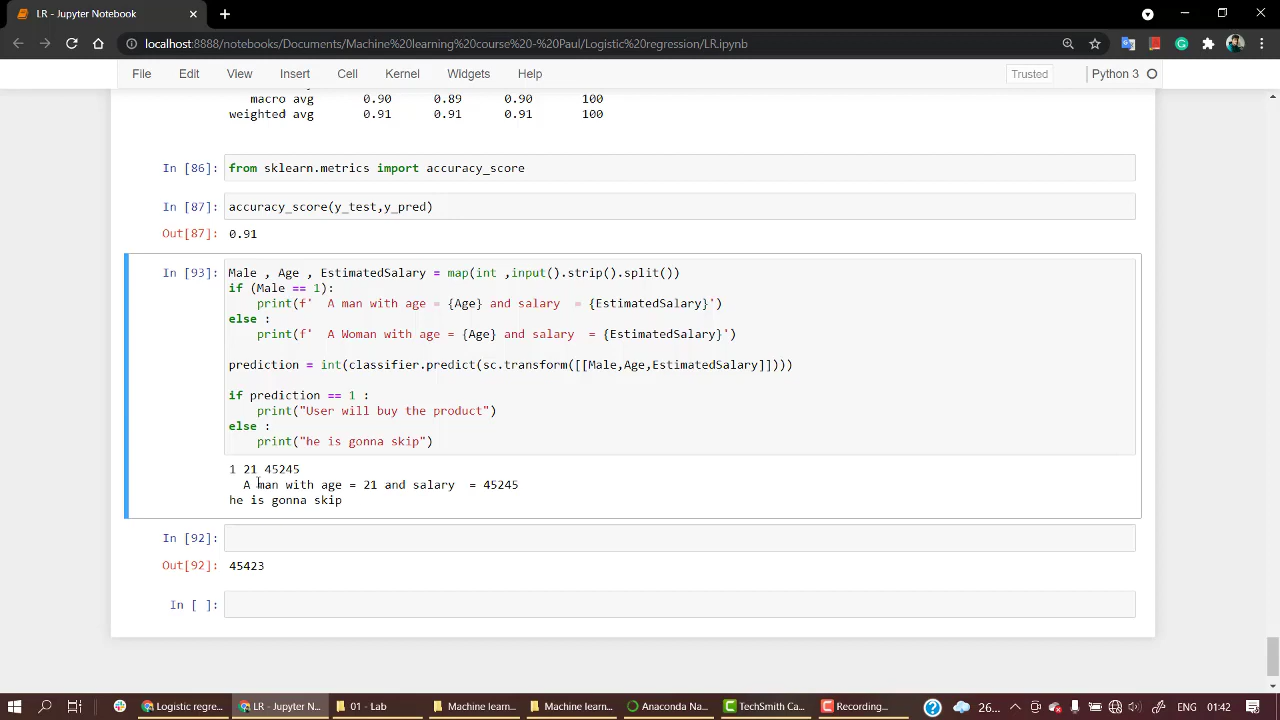 LR - Jupyter Notebook
localhost:8888/notebooks/Documents/Machine%20learning%20course%20-%20Paul/Logistic%20regression/LR.ipynb
File Edit View Insert Cell Kernel Widgets Help Trusted Python 3
macro avg 0.90 0.89 0.90 100
weighted avg 0.91 0.91 0.91 100
In [86]: from sklearn.metrics import accuracy_score
In [87]: accuracy_score(y_test,y_pred)
Out[87]: 0.91
In [93]: Male , Age , EstimatedSalary = map(int ,input().strip().split())
if (Male == 1):
print(f'  A man with age = {Age} and salary  = {EstimatedSalary}')
else :
print(f'  A Woman with age = {Age} and salary  = {EstimatedSalary}')
prediction = int(classifier.predict(sc.transform([[Male,Age,EstimatedSalary]])))
if prediction == 1 :
print("User will buy the product")
else :
print("he is gonna skip")
1 21 45245
A man with age = 21 and salary  = 45245
he is gonna skip
In [92]:
Out[92]: 45423
In [ ]:
Logistic regre... LR - Jupyter N... 01 - Lab Machine learn... Machine learn... Anaconda Na... TechSmith Ca... Recording... 26... ENG 01:42